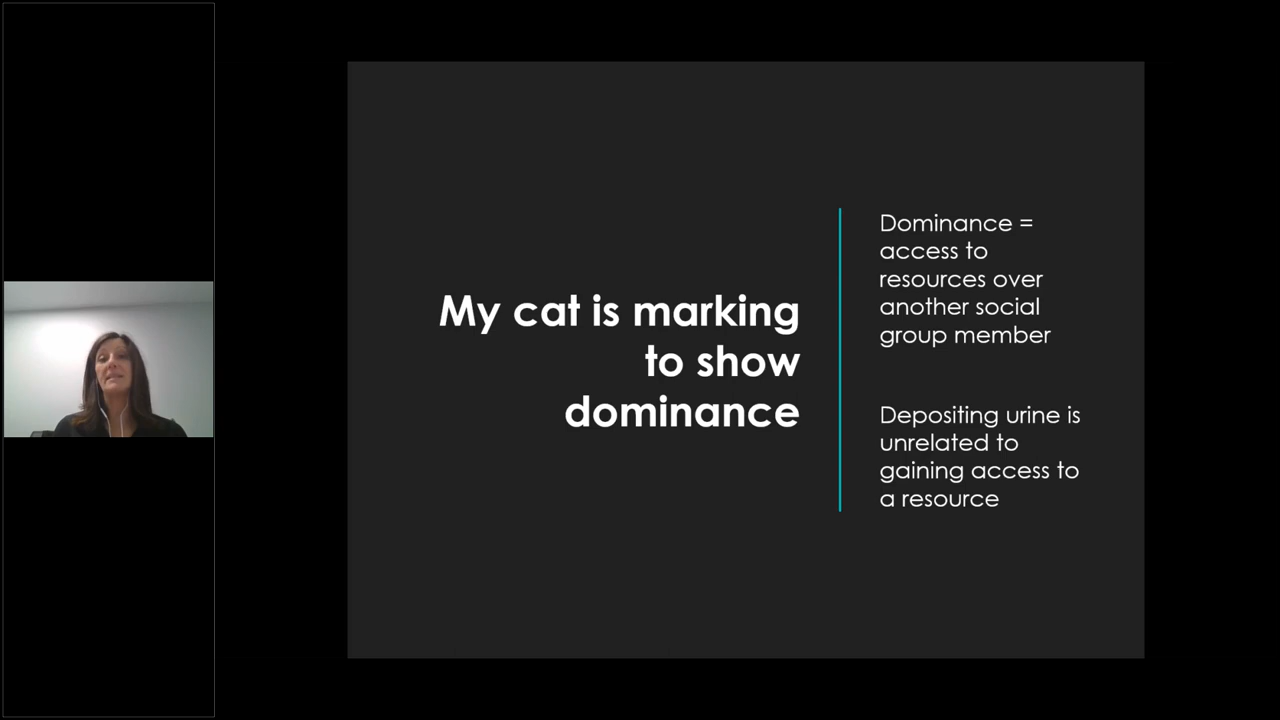 My cat is marking
to show
dominance
Dominance =
access to
resources over
another social
group member
Depositing urine is
unrelated to
gaining access to
a resource